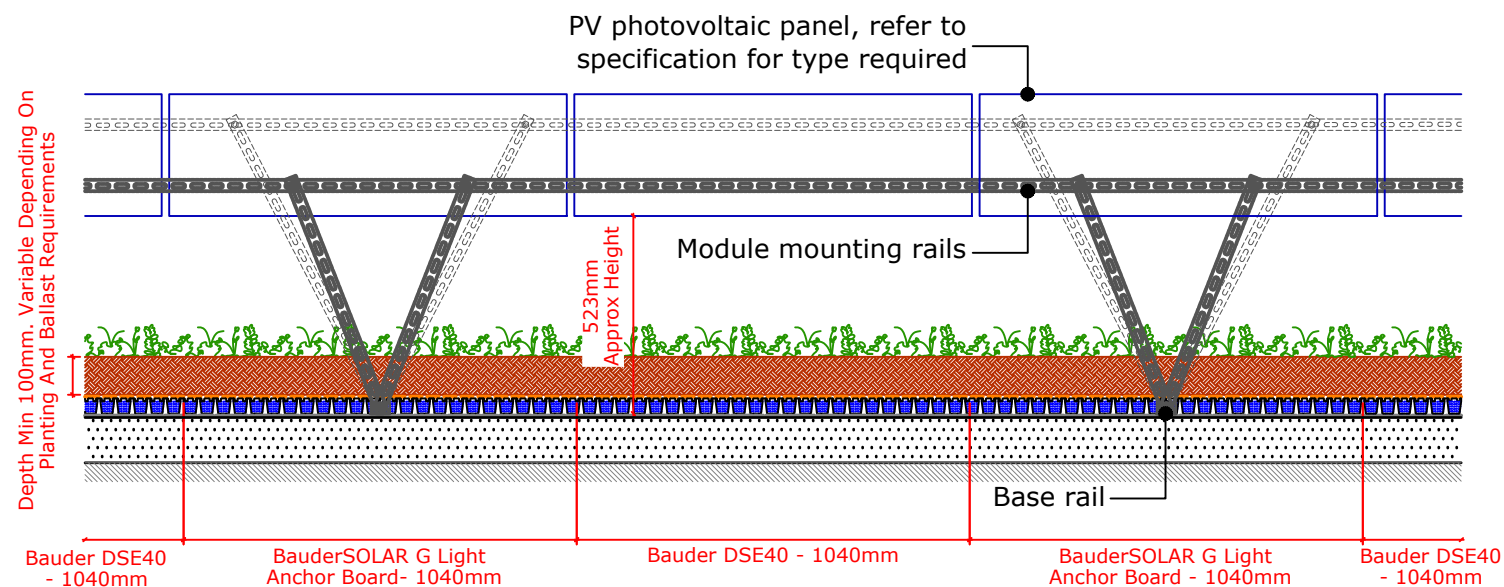 PV photovoltaic panel, refer to
specification for type required
Depth Min 100mm. Variable Depending On
Planting And Ballast Requirements
Module mounting rails
523mm
Approx Height
Base rail
Bauder DSE40
- 1040mm
BauderSOLAR G Light
Anchor Board- 1040mm
Bauder DSE40 - 1040mm
BauderSOLAR G Light
Anchor Board - 1040mm
Bauder DSE40
- 1040mm